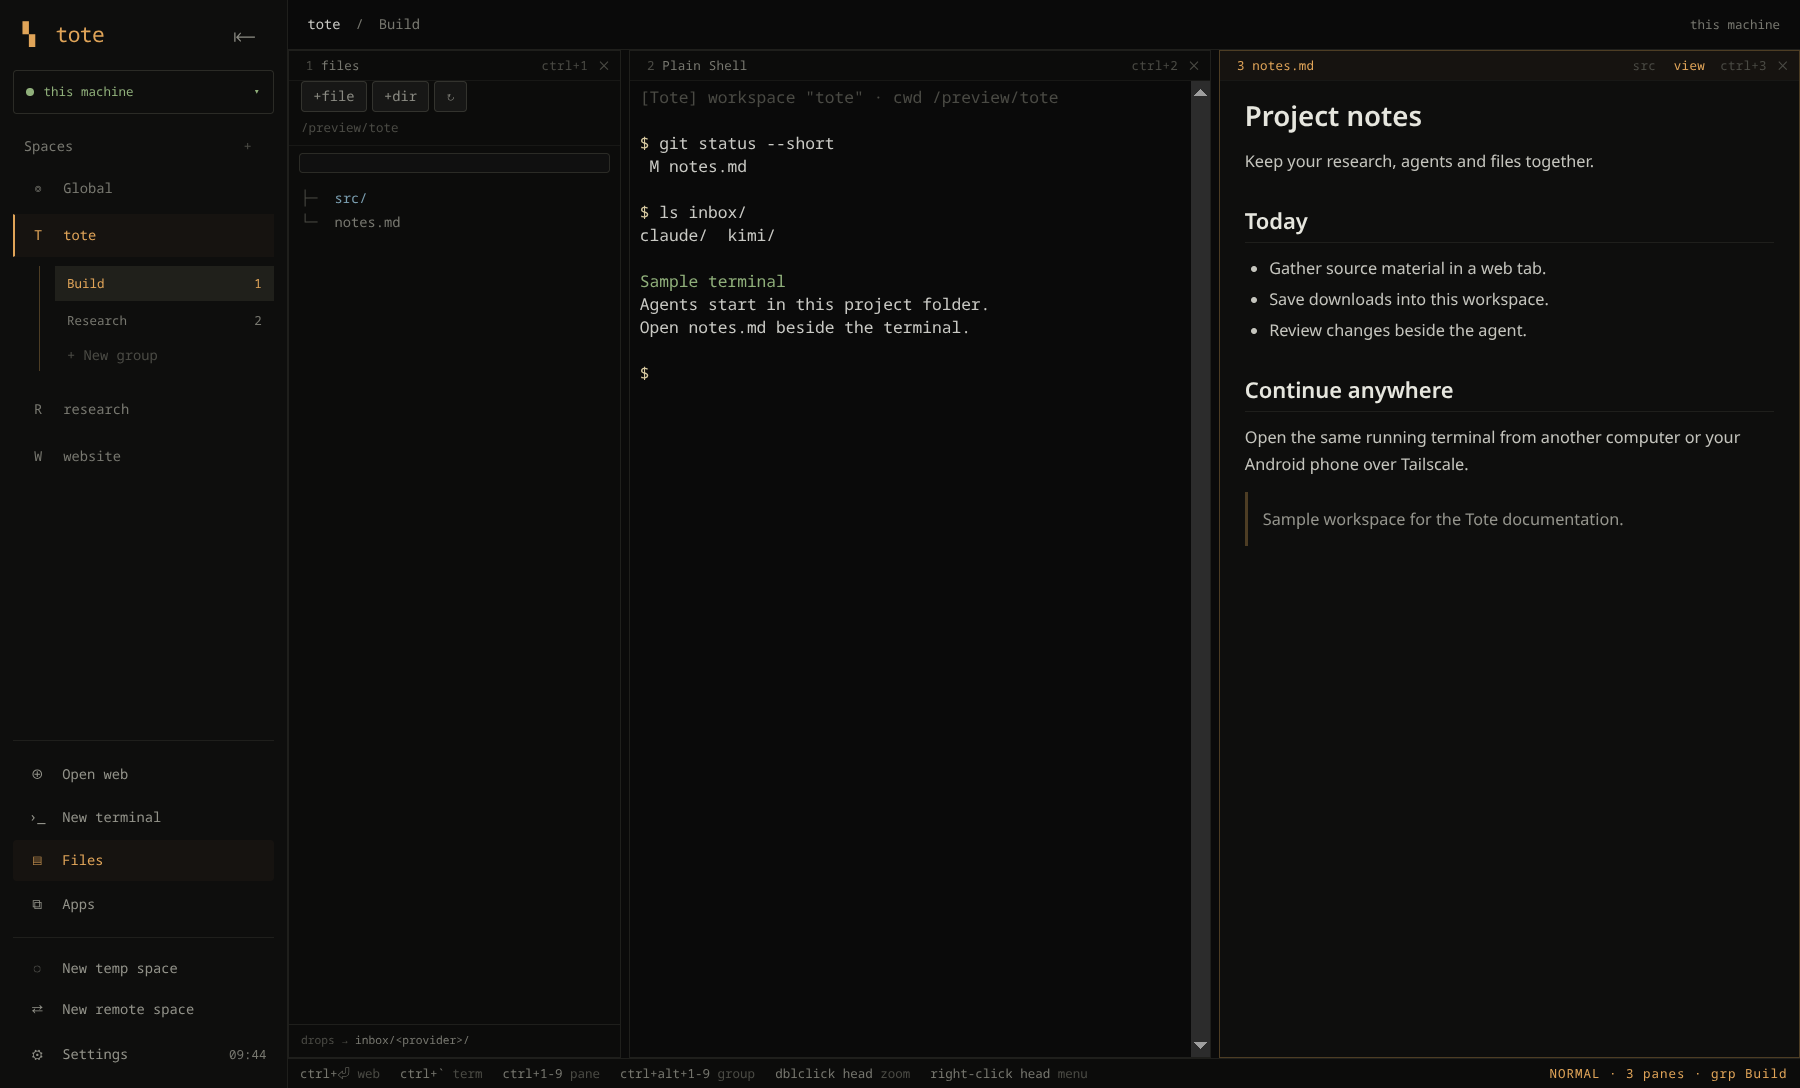 tote
this machine
Spaces +
Global
T tote
Build 1
Research 2
+ New group
R research
W website
Open web
›_ New terminal
Files
Apps
New temp space
New remote space
Settings 09:44
tote / Build
this machine
1 files ctrl+1 ×
+file +dir ↻
/preview/tote
├─ src/
└─ notes.md
drops → inbox/<provider>/
2 Plain Shell ctrl+2 ×
[Tote] workspace "tote" · cwd /preview/tote
$ git status --short
M notes.md
$ ls inbox/
claude/ kimi/
Sample terminal
Agents start in this project folder.
Open notes.md beside the terminal.
$
3 notes.md src view ctrl+3 ×
Project notes
Keep your research, agents and files together.
Today
• Gather source material in a web tab.
• Save downloads into this workspace.
• Review changes beside the agent.
Continue anywhere
Open the same running terminal from another computer or your
Android phone over Tailscale.
Sample workspace for the Tote documentation.
ctrl+⏎ web ctrl+` term ctrl+1-9 pane ctrl+alt+1-9 group dblclick head zoom right-click head menu
NORMAL · 3 panes · grp Build